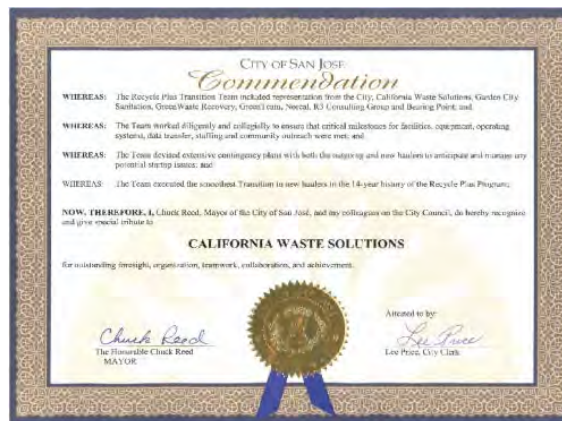 CITY OF SAN JOSE
Commendation
WHEREAS: The Recycle Plus Transition Team included representation from the City, California Waste Solutions, Garden City
Sanitation, GreenWaste Recovery, GreenTeam, Norcal, R3 Consulting Group and Bearing Point; and
WHEREAS: The Team worked diligently and collegially to ensure that critical milestones for facilities, equipment, operating
systems, data transfer, staffing and community outreach were met; and
WHEREAS: The Team devised extensive contingency plans with both the outgoing and new haulers to anticipate and manage any
potential startup issues; and
WHEREAS: The Team executed the smoothest Transition to new haulers in the 14-year history of the Recycle Plus Program;
NOW, THEREFORE, I, Chuck Reed, Mayor of the City of San José, and my colleagues on the City Council, do hereby recognize
and give special tribute to
CALIFORNIA WASTE SOLUTIONS
for outstanding foresight, organization, teamwork, collaboration, and achievement.
Attested to by:
Chuck Reed
Lee Price
The Honorable Chuck Reed
Lee Price, City Clerk
MAYOR